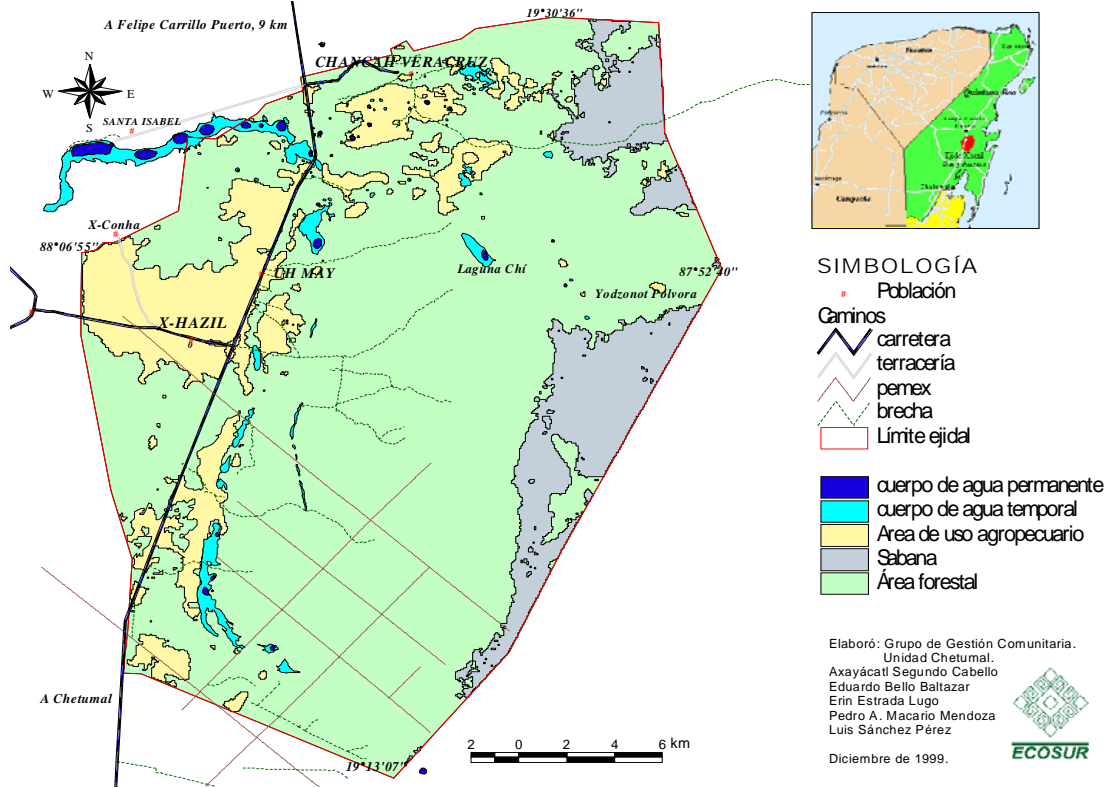 A Felipe Carrillo Puerto, 9 km
19°30'36"
CHANCAH VERACRUZ
N
W
E
S
SANTA ISABEL
X-Conha
88°06'55"
UH MAY
Laguna Chí
87°52'40"
Yodzonot Pólvora
X-HAZIL
A Chetumal
2 0 2 4 6 km
19°13'07"
Yucatán
Quintana Roo
Campeche
SIMBOLOGÍA
# Población
Caminos
carretera
terracería
pemex
brecha
Límite ejidal
cuerpo de agua permanente
cuerpo de agua temporal
Area de uso agropecuario
Sabana
Área forestal
Elaboró: Grupo de Gestión Comunitaria.
Unidad Chetumal.
Axayácatl Segundo Cabello
Eduardo Bello Baltazar
Erin Estrada Lugo
Pedro A. Macario Mendoza
Luis Sánchez Pérez
ECOSUR
Diciembre de 1999.